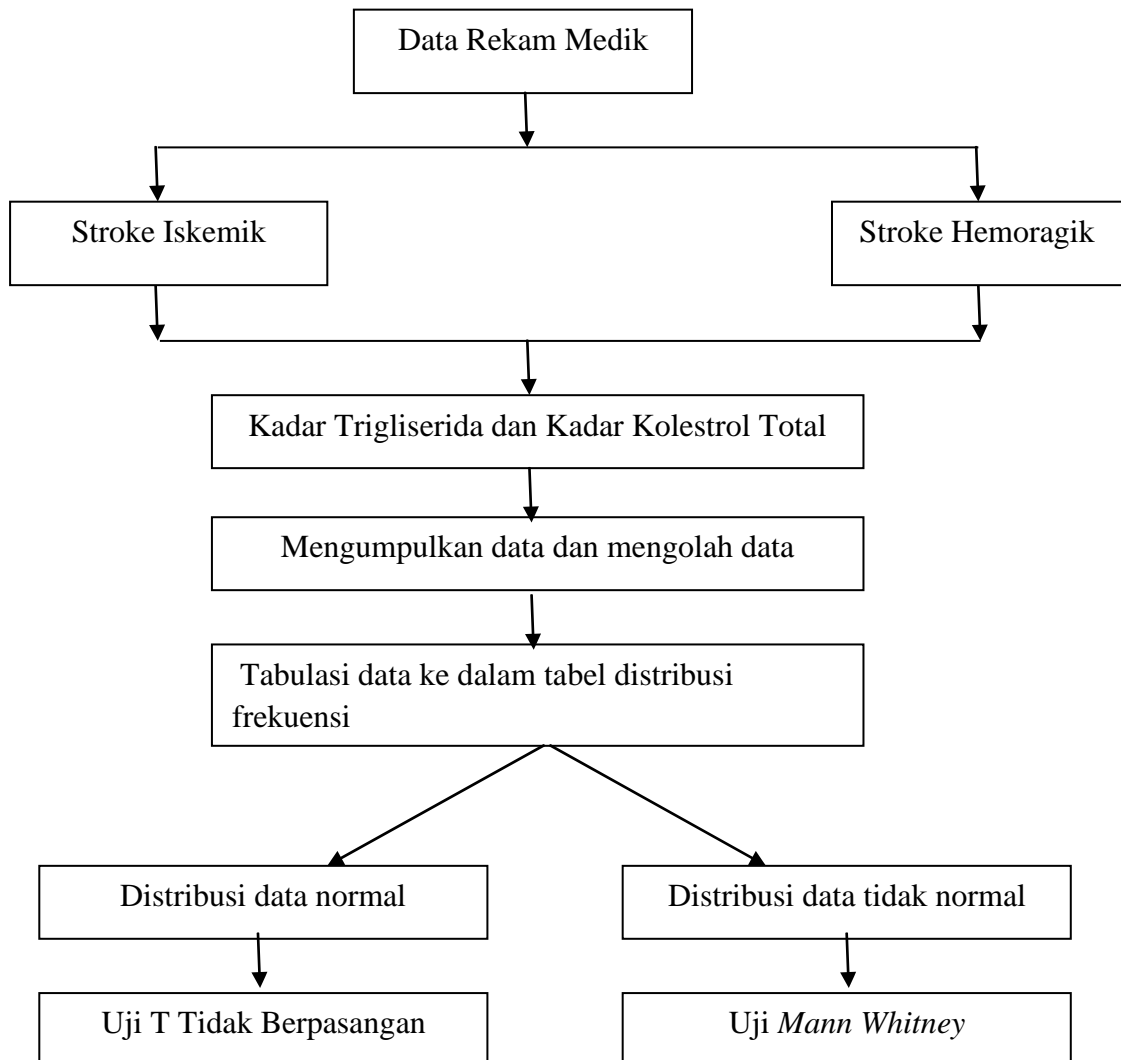 Data Rekam Medik
Stroke Iskemik
Stroke Hemoragik
Kadar Trigliserida dan Kadar Kolestrol Total
Mengumpulkan data dan mengolah data
Tabulasi data ke dalam tabel distribusi
frekuensi
Distribusi data normal
Distribusi data tidak normal
Uji T Tidak Berpasangan
Uji Mann Whitney